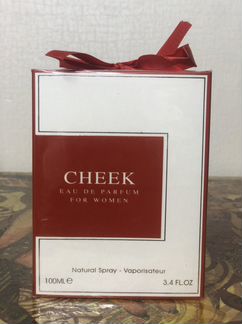 CHEEK
EAU DE PARFUM
FOR WOMEN
Natural Spray - Vaporisateur
100ML℮ 3.4 FL.OZ